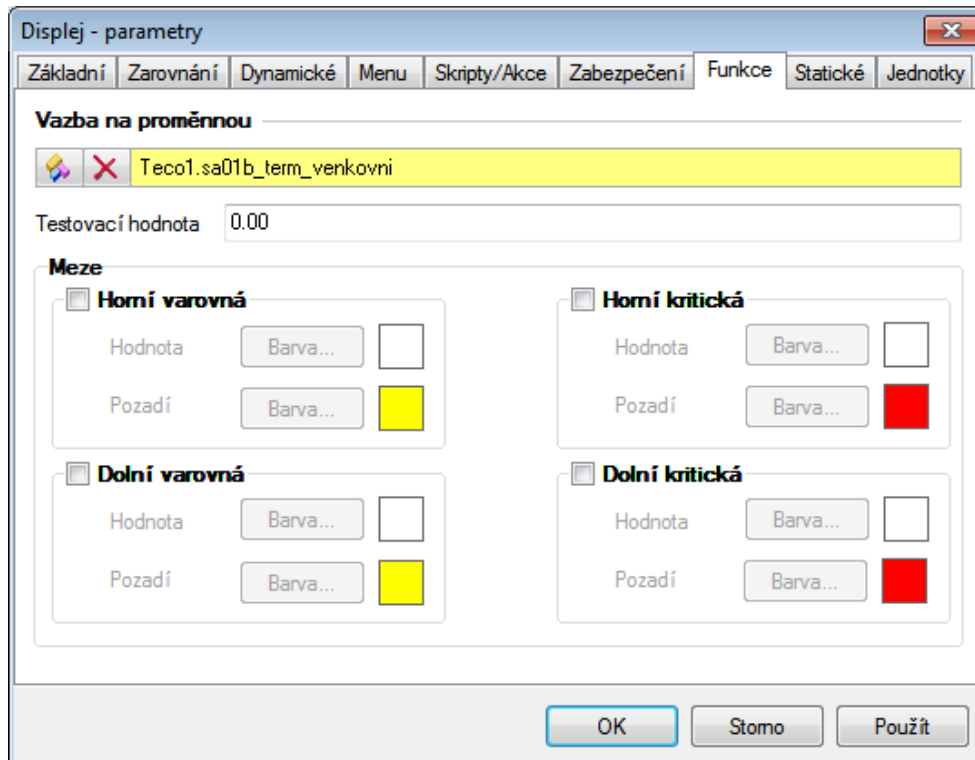 Displej - parametry
Základní Zarovnání Dynamické Menu Skripty/Akce Zabezpečení Funkce Statické Jednotky
Vazba na proměnnou
Teco1.sa01b_term_venkovni
Testovací hodnota 0.00
Meze
Horní varovná Horní kritická
Hodnota Barva... Hodnota Barva...
Pozadí Barva... Pozadí Barva...
Dolní varovná Dolní kritická
Hodnota Barva... Hodnota Barva...
Pozadí Barva... Pozadí Barva...
OK Storno Použít